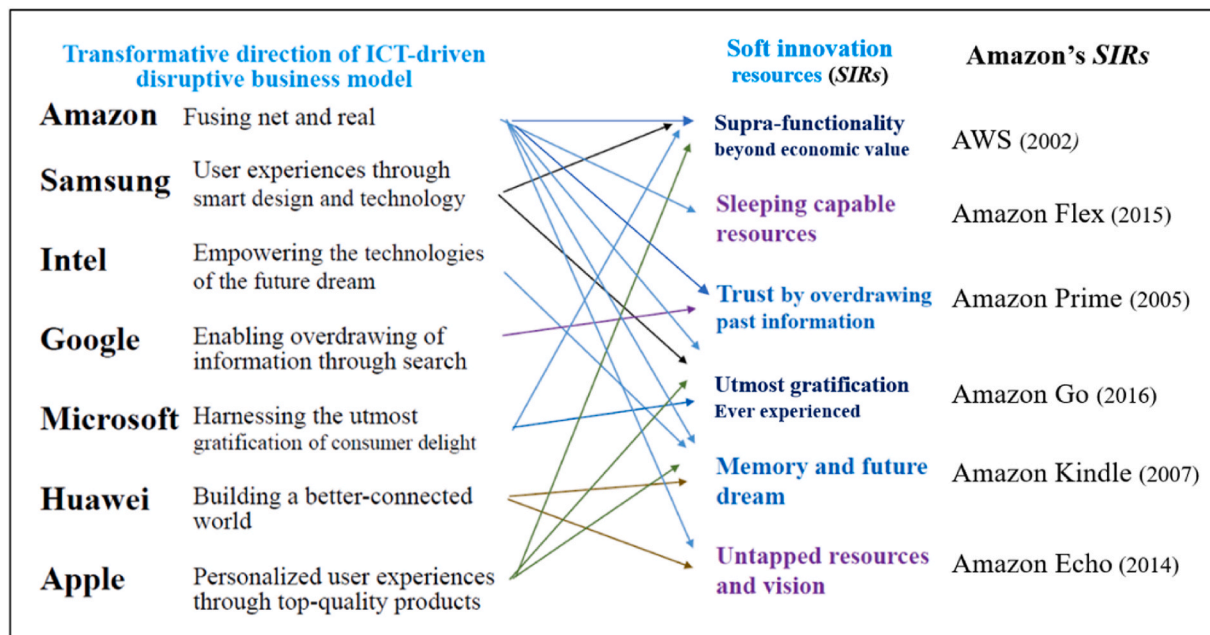 Transformative direction of ICT-driven
disruptive business model
Soft innovation
resources (SIRs)
Amazon's SIRs
Amazon Fusing net and real
Supra-functionality
beyond economic value
AWS (2002)
Samsung User experiences through
smart design and technology
Sleeping capable
resources
Amazon Flex (2015)
Intel Empowering the technologies
of the future dream
Trust by overdrawing
past information
Amazon Prime (2005)
Google Enabling overdrawing of
information through search
Utmost gratification
Ever experienced
Amazon Go (2016)
Microsoft Harnessing the utmost
gratification of consumer delight
Memory and future
dream
Amazon Kindle (2007)
Huawei Building a better-connected
world
Untapped resources
and vision
Amazon Echo (2014)
Apple Personalized user experiences
through top-quality products